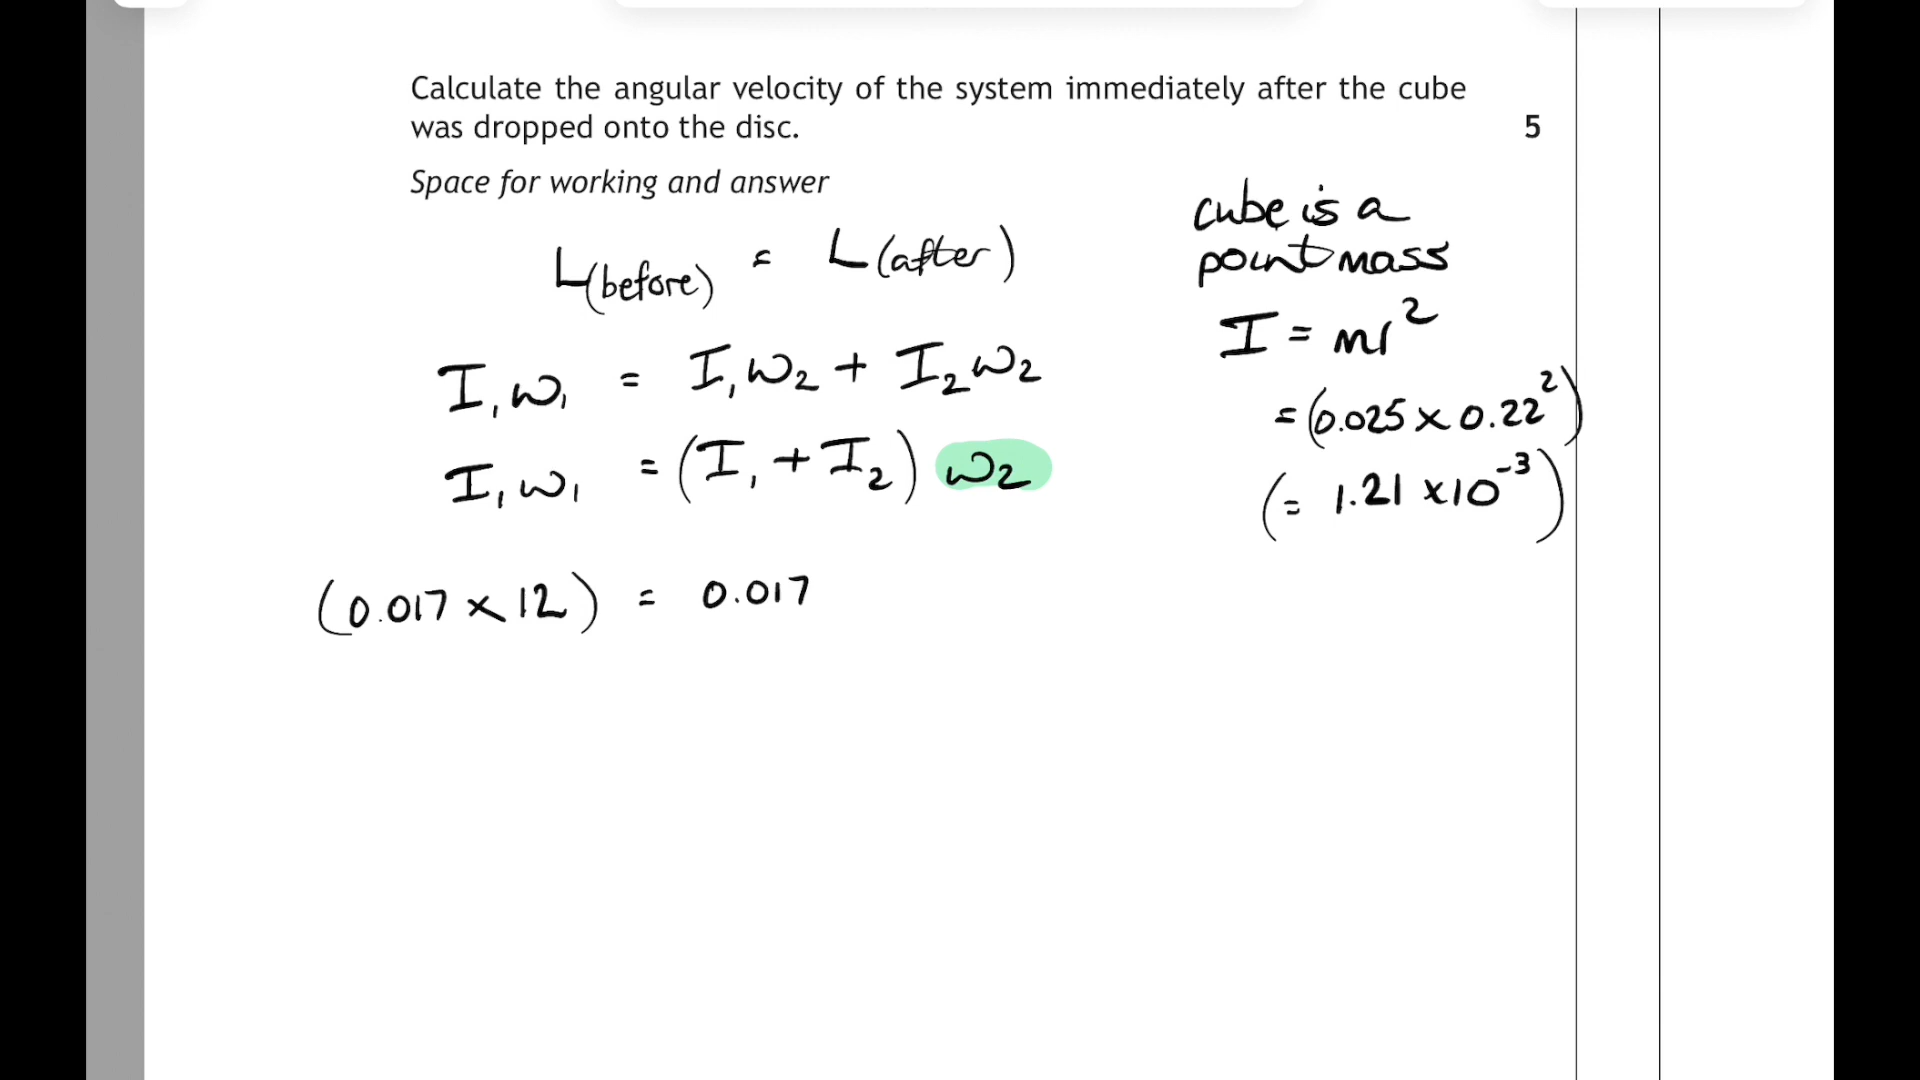 Calculate the angular velocity of the system immediately after the cube
was dropped onto the disc. 5
Space for working and answer
L(before) = L(after)
I₁ω₁ = I₁ω₂ + I₂ω₂
I₁ω₁ = (I₁ + I₂) ω₂
(0.017 × 12) = 0.017
cube is a
point mass
I = mr²
= (0.025 × 0.22²)
(= 1.21 × 10⁻³)